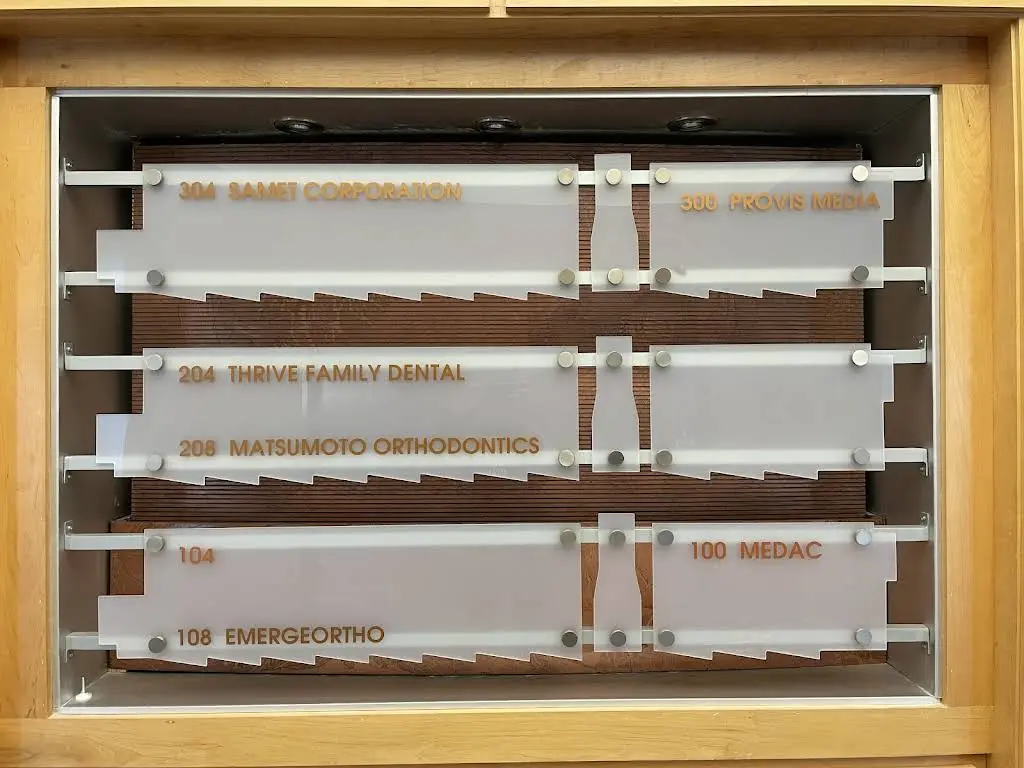 304 SAMET CORPORATION
300 PROVIS MEDIA
204 THRIVE FAMILY DENTAL
208 MATSUMOTO ORTHODONTICS
104
100 MEDAC
108 EMERGEORTHO